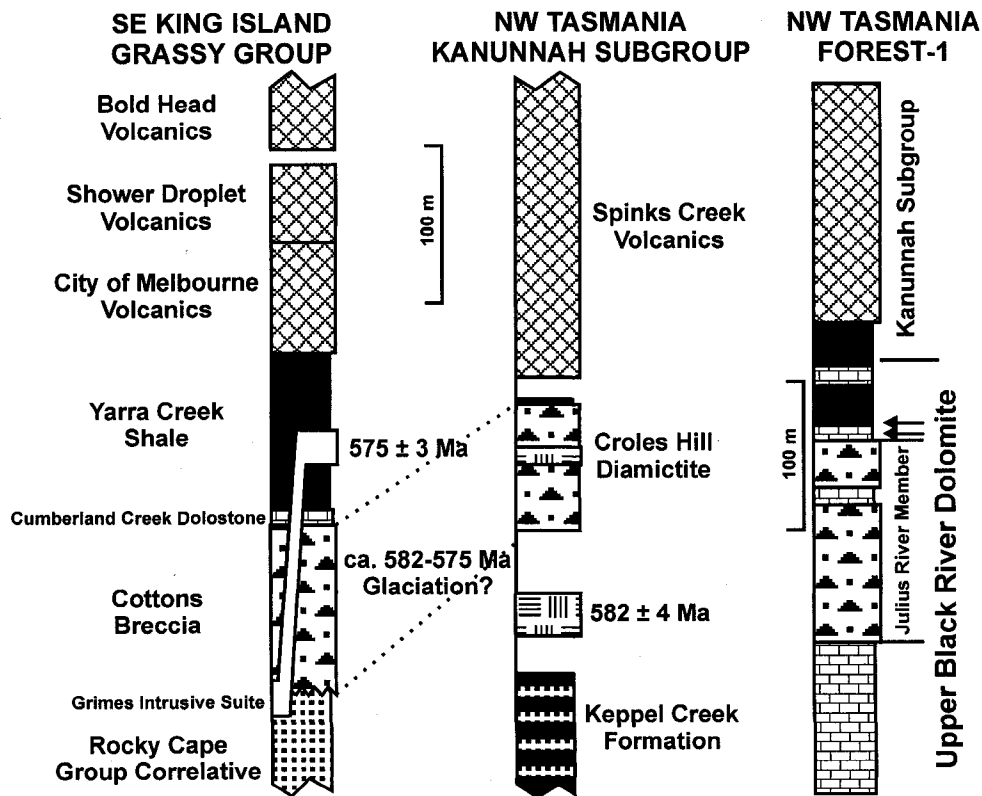 SE KING ISLAND
GRASSY GROUP
NW TASMANIA
KANUNNAH SUBGROUP
NW TASMANIA
FOREST-1
Bold Head
Volcanics
Shower Droplet
Volcanics
City of Melbourne
Volcanics
Yarra Creek
Shale
575 ± 3 Ma
Cumberland Creek Dolostone
ca. 582-575 Ma
Glaciation?
Cottons
Breccia
Grimes Intrusive Suite
Rocky Cape
Group Correlative
100 m
Spinks Creek
Volcanics
Croles Hill
Diamictite
582 ± 4 Ma
Keppel Creek
Formation
100 m
Kanunnah Subgroup
Julius River Member
Upper Black River Dolomite